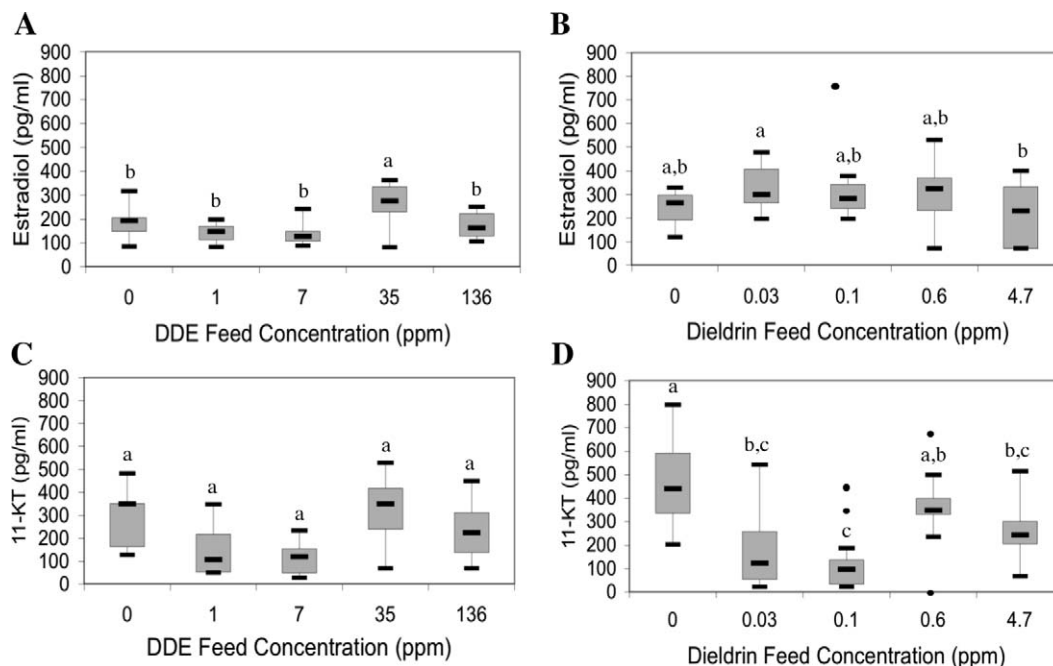 A
Estradiol (pg/ml)
900
800
700
600
500
400
300
200
100
0
b
b
b
a
b
0 1 7 35 136
DDE Feed Concentration (ppm)
B
Estradiol (pg/ml)
900
800
700
600
500
400
300
200
100
0
a,b
a
a,b
a,b
b
0 0.03 0.1 0.6 4.7
Dieldrin Feed Concentration (ppm)
C
11-KT (pg/ml)
900
800
700
600
500
400
300
200
100
0
a
a
a
a
a
0 1 7 35 136
DDE Feed Concentration (ppm)
D
11-KT (pg/ml)
900
800
700
600
500
400
300
200
100
0
a
b,c
c
a,b
b,c
0 0.03 0.1 0.6 4.7
Dieldrin Feed Concentration (ppm)